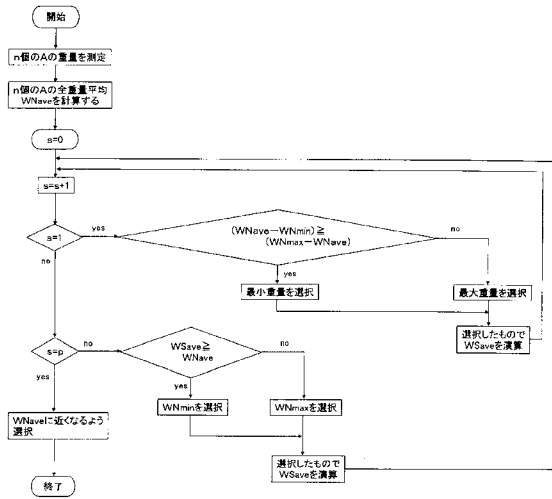 開始
n個のAの重量を測定
n個のAの全重量平均
WNaveを計算する
s=0
s=s+1
s=1
yes
no
(WNave－WNmin)≧
(WNmax－WNave)
no
yes
最小重量を選択
最大重量を選択
選択したもので
WSaveを演算
s=p
no
yes
WSave≧
WNave
no
yes
WNminを選択
WNmaxを選択
WNaveに近くなるよう
選択
選択したもので
WSaveを演算
終了